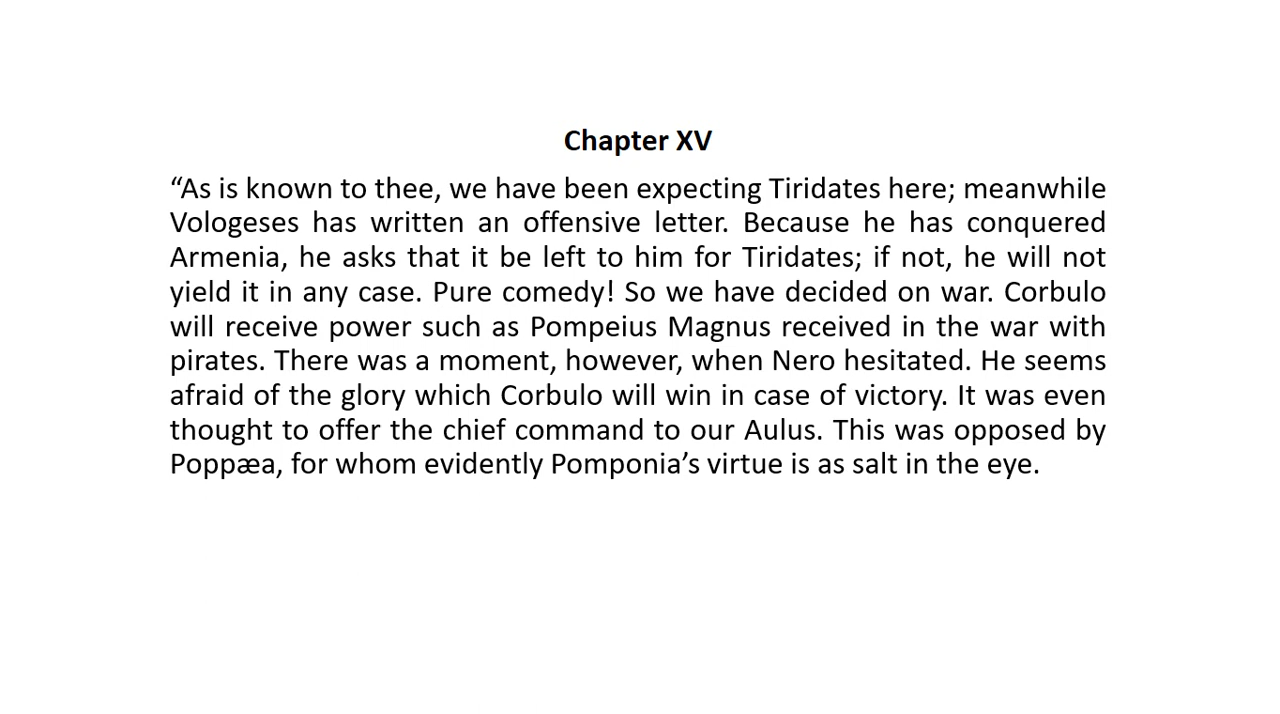 Chapter XV
“As is known to thee, we have been expecting Tiridates here; meanwhile
Vologeses has written an offensive letter. Because he has conquered
Armenia, he asks that it be left to him for Tiridates; if not, he will not
yield it in any case. Pure comedy! So we have decided on war. Corbulo
will receive power such as Pompeius Magnus received in the war with
pirates. There was a moment, however, when Nero hesitated. He seems
afraid of the glory which Corbulo will win in case of victory. It was even
thought to offer the chief command to our Aulus. This was opposed by
Poppæa, for whom evidently Pomponia’s virtue is as salt in the eye.